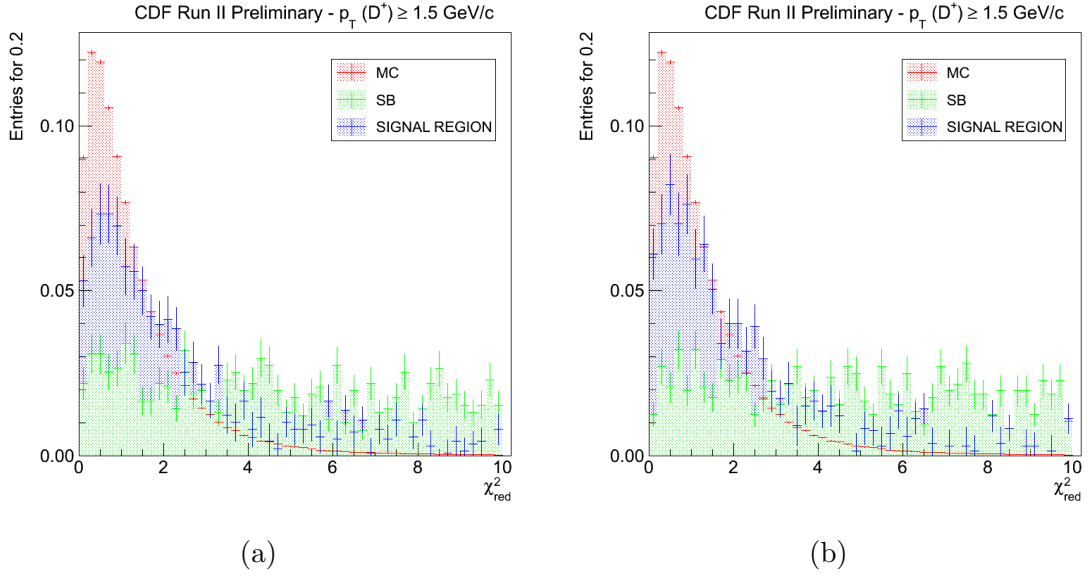 CDF Run II Preliminary - p_T (D⁺) ≥ 1.5 GeV/c
Entries for 0.2
MC
SB
SIGNAL REGION
0.10
0.05
0.00
0 2 4 6 8 10
χ²_red
(a)
CDF Run II Preliminary - p_T (D⁺) ≥ 1.5 GeV/c
Entries for 0.2
MC
SB
SIGNAL REGION
0.10
0.05
0.00
0 2 4 6 8 10
χ²_red
(b)